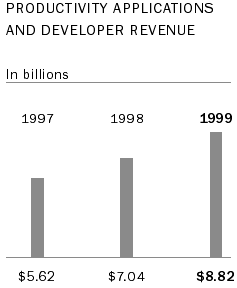 PRODUCTIVITY APPLICATIONS
AND DEVELOPER REVENUE
In billions
1997 1998 1999
$5.62 $7.04 $8.82